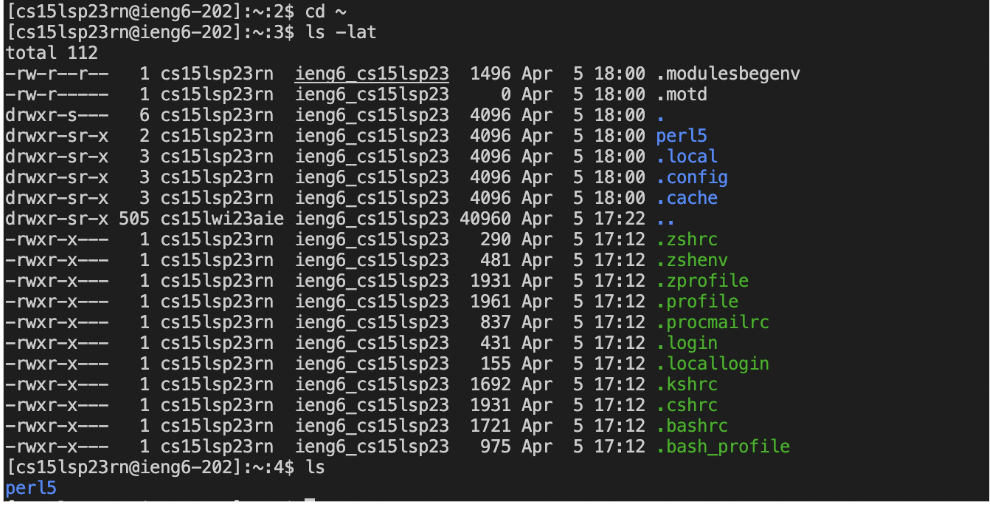 [cs15lsp23rn@ieng6-202]:~:2$ cd ~
[cs15lsp23rn@ieng6-202]:~:3$ ls -lat
total 112
-rw-r--r--   1 cs15lsp23rn  ieng6_cs15lsp23  1496 Apr  5 18:00 .modulesbegenv
-rw-r-----   1 cs15lsp23rn  ieng6_cs15lsp23     0 Apr  5 18:00 .motd
drwxr-s---   6 cs15lsp23rn  ieng6_cs15lsp23  4096 Apr  5 18:00 .
drwxr-sr-x   2 cs15lsp23rn  ieng6_cs15lsp23  4096 Apr  5 18:00 perl5
drwxr-sr-x   3 cs15lsp23rn  ieng6_cs15lsp23  4096 Apr  5 18:00 .local
drwxr-sr-x   3 cs15lsp23rn  ieng6_cs15lsp23  4096 Apr  5 18:00 .config
drwxr-sr-x   3 cs15lsp23rn  ieng6_cs15lsp23  4096 Apr  5 18:00 .cache
drwxr-sr-x 505 cs15lwi23aie ieng6_cs15lsp23 40960 Apr  5 17:22 ..
-rwxr-x---   1 cs15lsp23rn  ieng6_cs15lsp23   290 Apr  5 17:12 .zshrc
-rwxr-x---   1 cs15lsp23rn  ieng6_cs15lsp23   481 Apr  5 17:12 .zshenv
-rwxr-x---   1 cs15lsp23rn  ieng6_cs15lsp23  1931 Apr  5 17:12 .zprofile
-rwxr-x---   1 cs15lsp23rn  ieng6_cs15lsp23  1961 Apr  5 17:12 .profile
-rwxr-x---   1 cs15lsp23rn  ieng6_cs15lsp23   837 Apr  5 17:12 .procmailrc
-rwxr-x---   1 cs15lsp23rn  ieng6_cs15lsp23   431 Apr  5 17:12 .login
-rwxr-x---   1 cs15lsp23rn  ieng6_cs15lsp23   155 Apr  5 17:12 .locallogin
-rwxr-x---   1 cs15lsp23rn  ieng6_cs15lsp23  1692 Apr  5 17:12 .kshrc
-rwxr-x---   1 cs15lsp23rn  ieng6_cs15lsp23  1931 Apr  5 17:12 .cshrc
-rwxr-x---   1 cs15lsp23rn  ieng6_cs15lsp23  1721 Apr  5 17:12 .bashrc
-rwxr-x---   1 cs15lsp23rn  ieng6_cs15lsp23   975 Apr  5 17:12 .bash_profile
[cs15lsp23rn@ieng6-202]:~:4$ ls
perl5